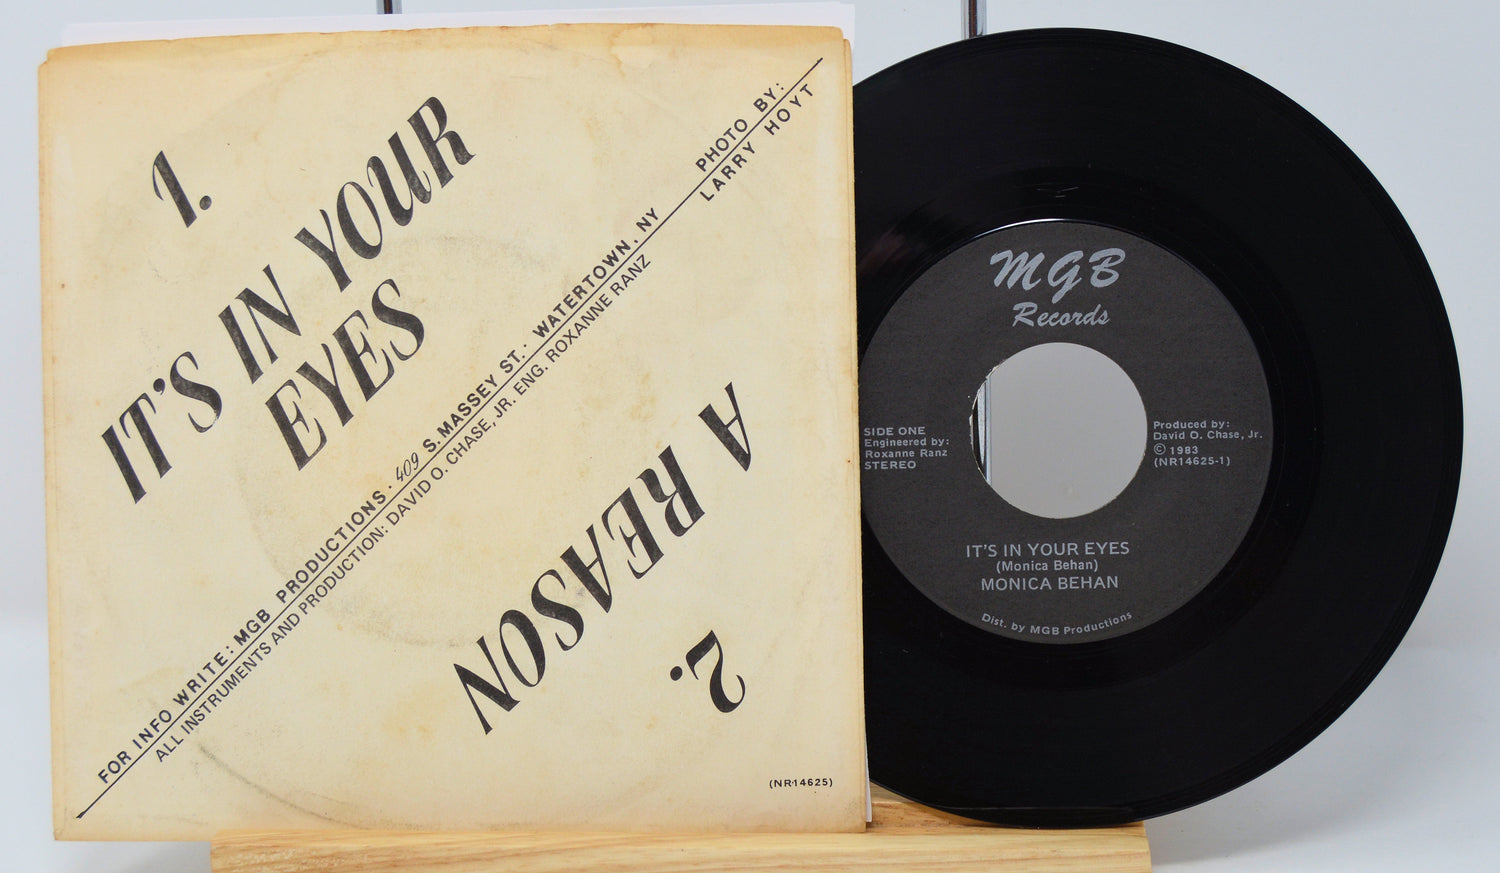 1.
IT'S IN YOUR
EYES
PHOTO BY:
LARRY HOYT
FOR INFO WRITE: MGB PRODUCTIONS · 409 S. MASSEY ST. · WATERTOWN, NY
ALL INSTRUMENTS AND PRODUCTION: DAVID O. CHASE, JR. ENG. ROXANNE RANZ
2.
A REASON
(NR14625)
MGB
Records
SIDE ONE
Engineered by:
Roxanne Ranz
STEREO
Produced by:
David O. Chase, Jr.
© 1983
(NR14625-1)
IT'S IN YOUR EYES
(Monica Behan)
MONICA BEHAN
Dist. by MGB Productions